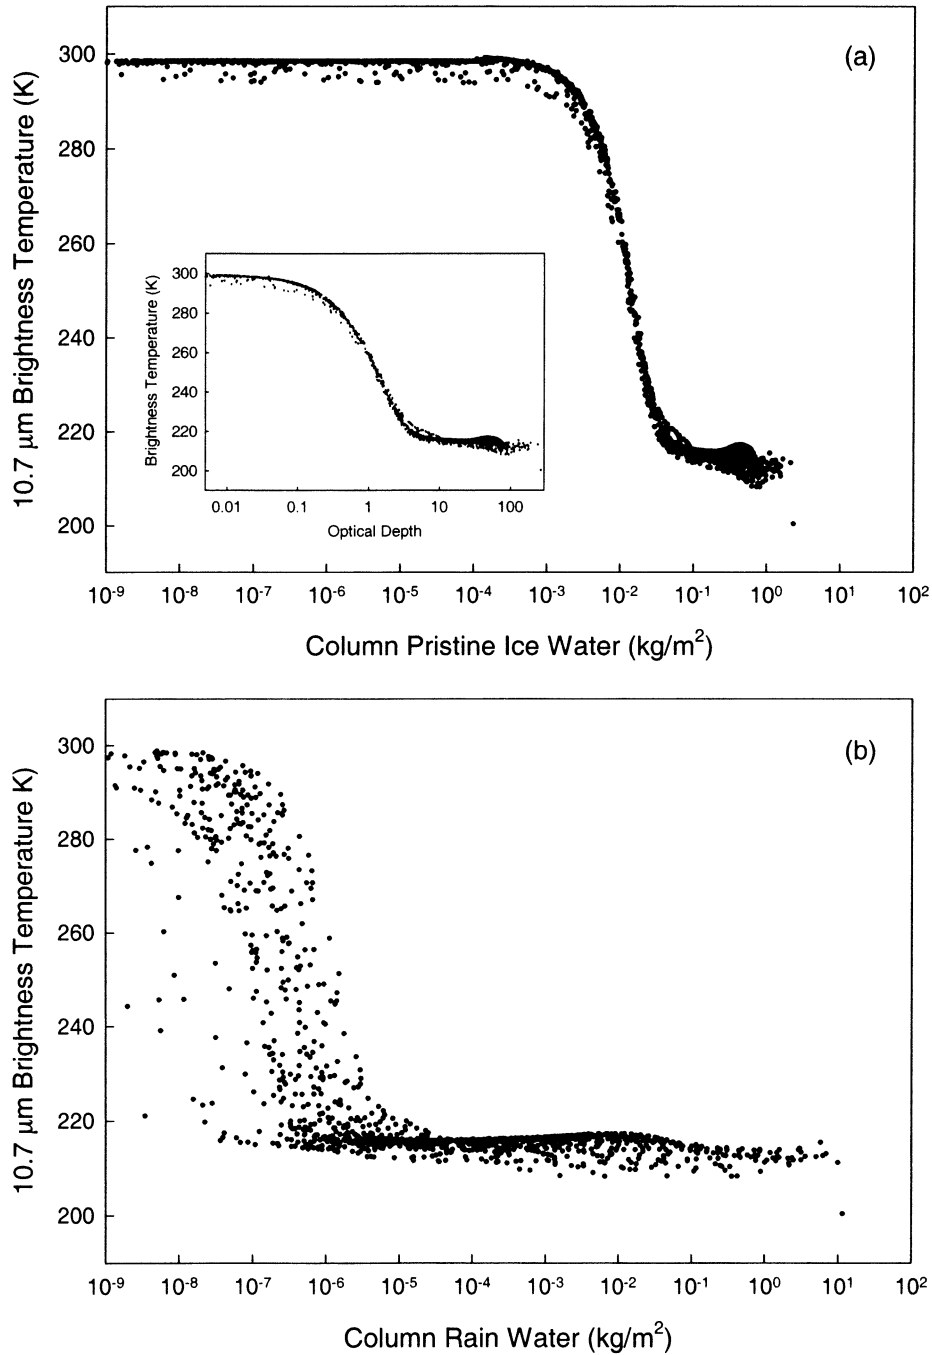 (a)
10.7 µm Brightness Temperature (K)
300
280
260
240
220
200
Brightness Temperature (K)
300
280
260
240
220
200
0.01 0.1 1 10 100
Optical Depth
10⁻⁹ 10⁻⁸ 10⁻⁷ 10⁻⁶ 10⁻⁵ 10⁻⁴ 10⁻³ 10⁻² 10⁻¹ 10⁰ 10¹ 10²
Column Pristine Ice Water (kg/m²)
(b)
10.7 µm Brightness Temperature K)
300
280
260
240
220
200
10⁻⁹ 10⁻⁸ 10⁻⁷ 10⁻⁶ 10⁻⁵ 10⁻⁴ 10⁻³ 10⁻² 10⁻¹ 10⁰ 10¹ 10²
Column Rain Water (kg/m²)